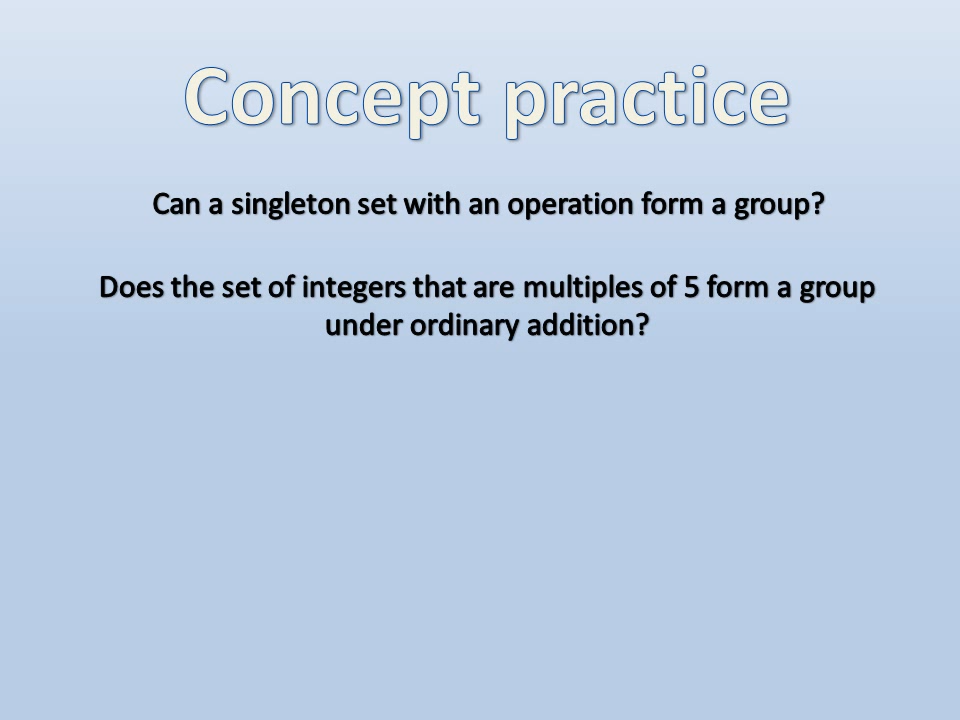 Concept practice
Can a singleton set with an operation form a group?
Does the set of integers that are multiples of 5 form a group
under ordinary addition?